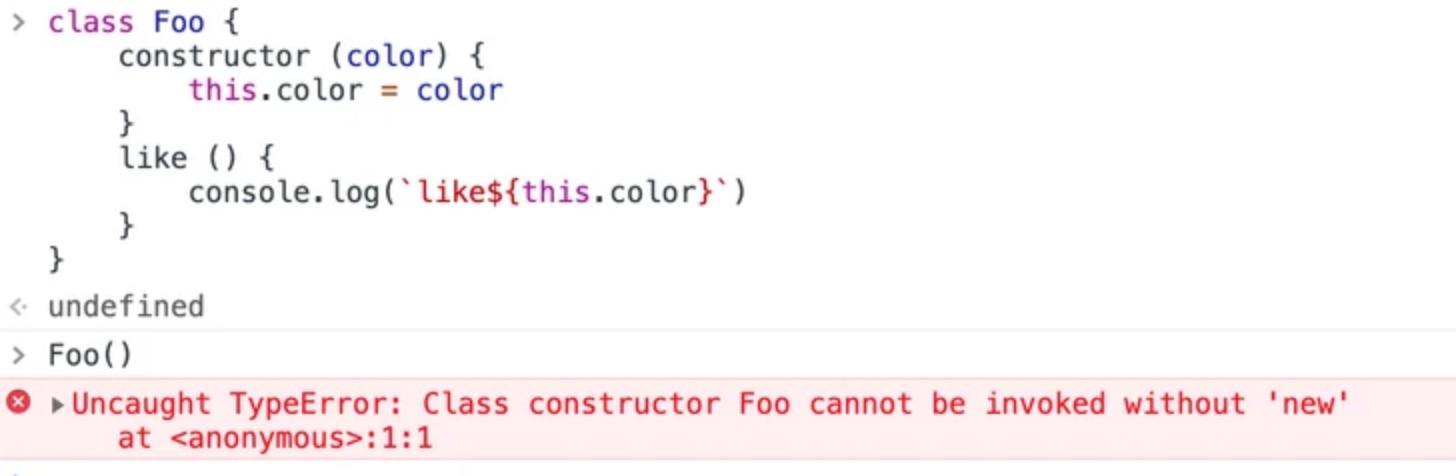 > class Foo {
constructor (color) {
this.color = color
}
like () {
console.log(`like${this.color}`)
}
}
<· undefined
> Foo()
▶Uncaught TypeError: Class constructor Foo cannot be invoked without 'new'
at <anonymous>:1:1